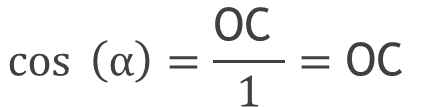 cos (α) = OC/1 = OC